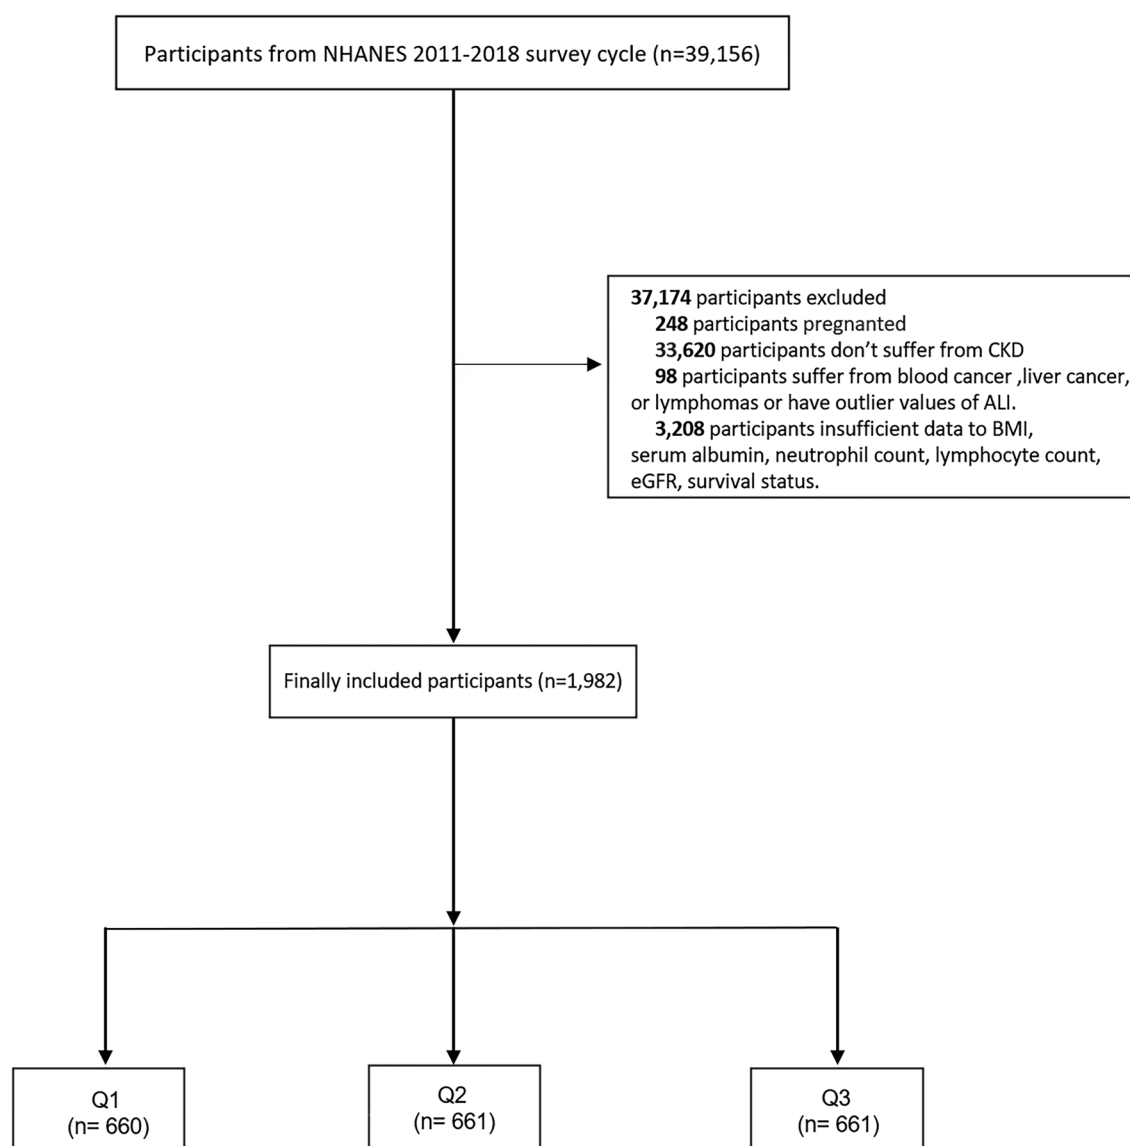 Participants from NHANES 2011-2018 survey cycle (n=39,156)
37,174 participants excluded
248 participants pregnanted
33,620 participants don’t suffer from CKD
98 participants suffer from blood cancer ,liver cancer,
or lymphomas or have outlier values of ALI.
3,208 participants insufficient data to BMI,
serum albumin, neutrophil count, lymphocyte count,
eGFR, survival status.
Finally included participants (n=1,982)
Q1
(n= 660)
Q2
(n= 661)
Q3
(n= 661)